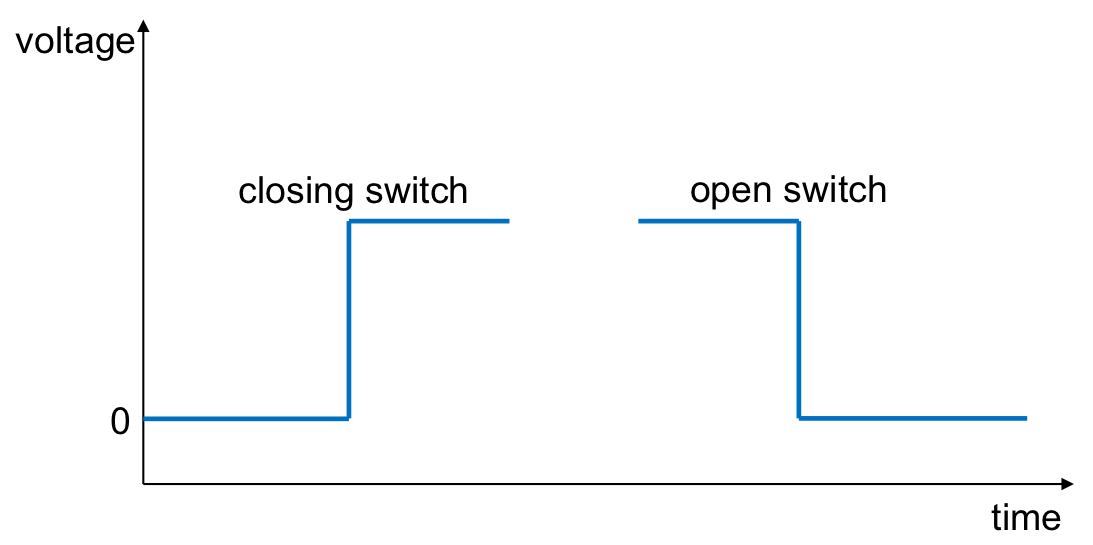 voltage
closing switch
open switch
0
time